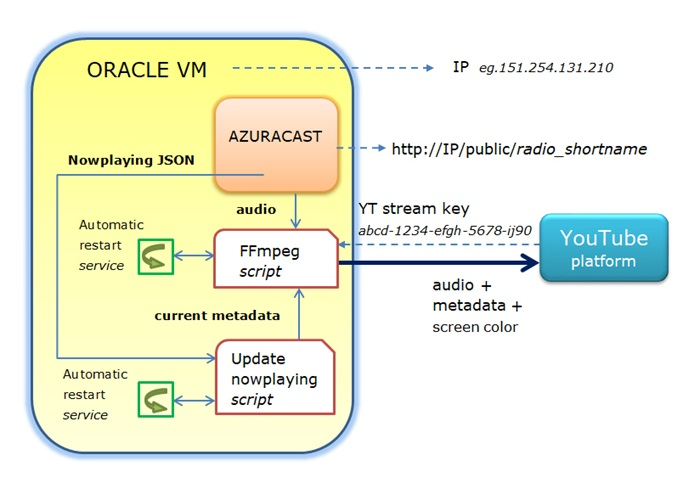 ORACLE VM
IP eg.151.254.131.210
AZURACAST
http://IP/public/radio_shortname
Nowplaying JSON
audio
YT stream key
abcd-1234-efgh-5678-ij90
Automatic
restart
service
FFmpeg
script
YouTube
platform
audio +
metadata +
screen color
current metadata
Update
nowplaying
script
Automatic
restart
service